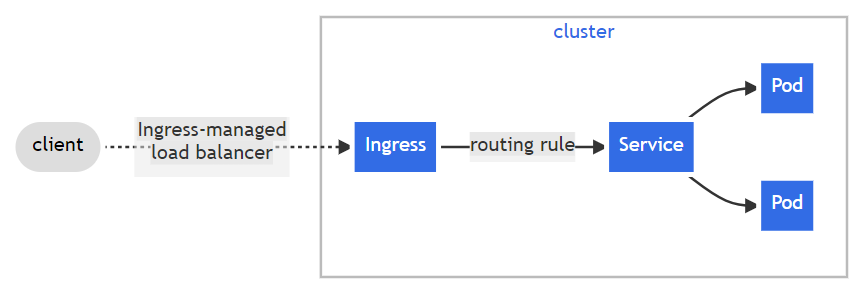 cluster
client
Ingress-managed
load balancer
Ingress
routing rule
Service
Pod
Pod